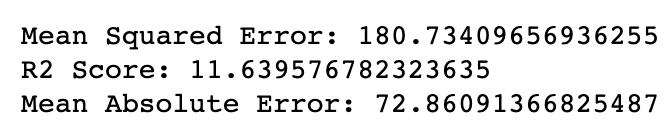 Mean Squared Error: 180.73409656936255
R2 Score: 11.639576782323635
Mean Absolute Error: 72.86091366825487